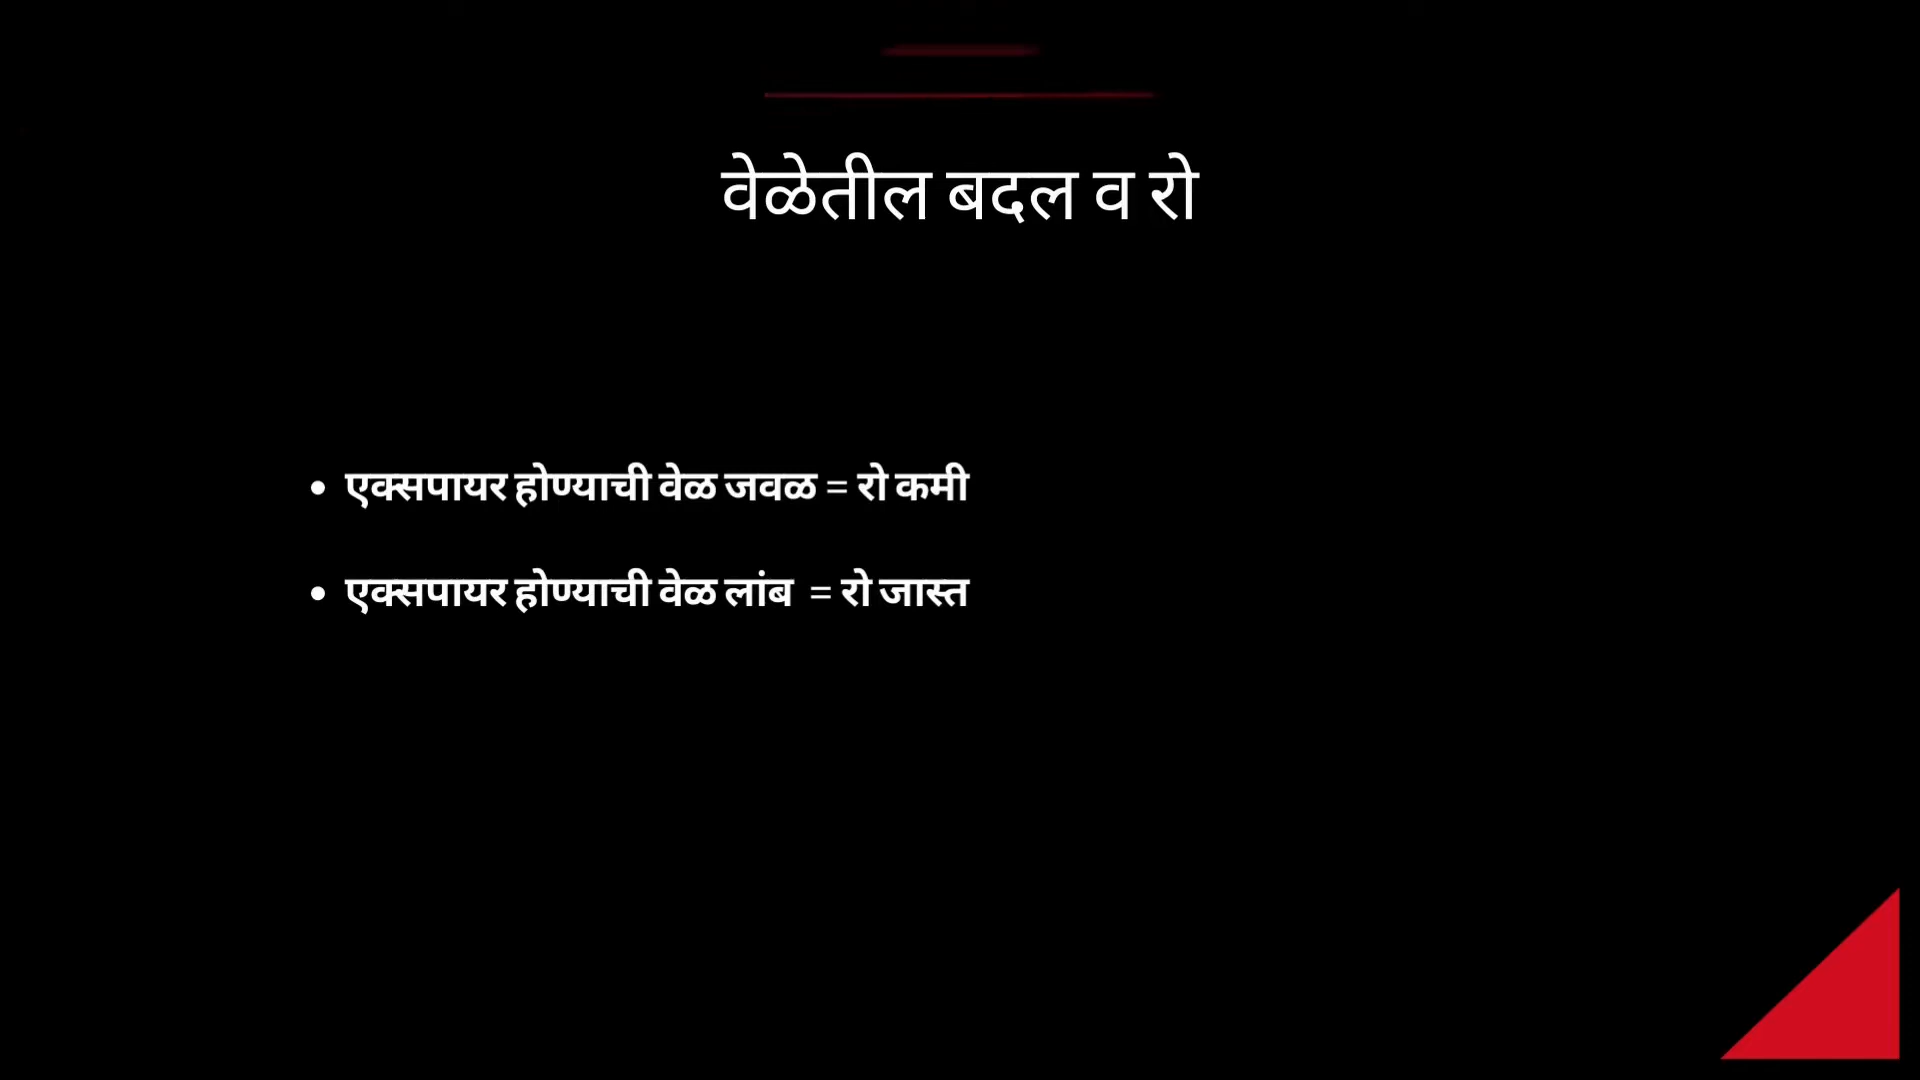 वेळेतील बदल व रो
• एक्सपायर होण्याची वेळ जवळ = रो कमी
• एक्सपायर होण्याची वेळ लांब = रो जास्त